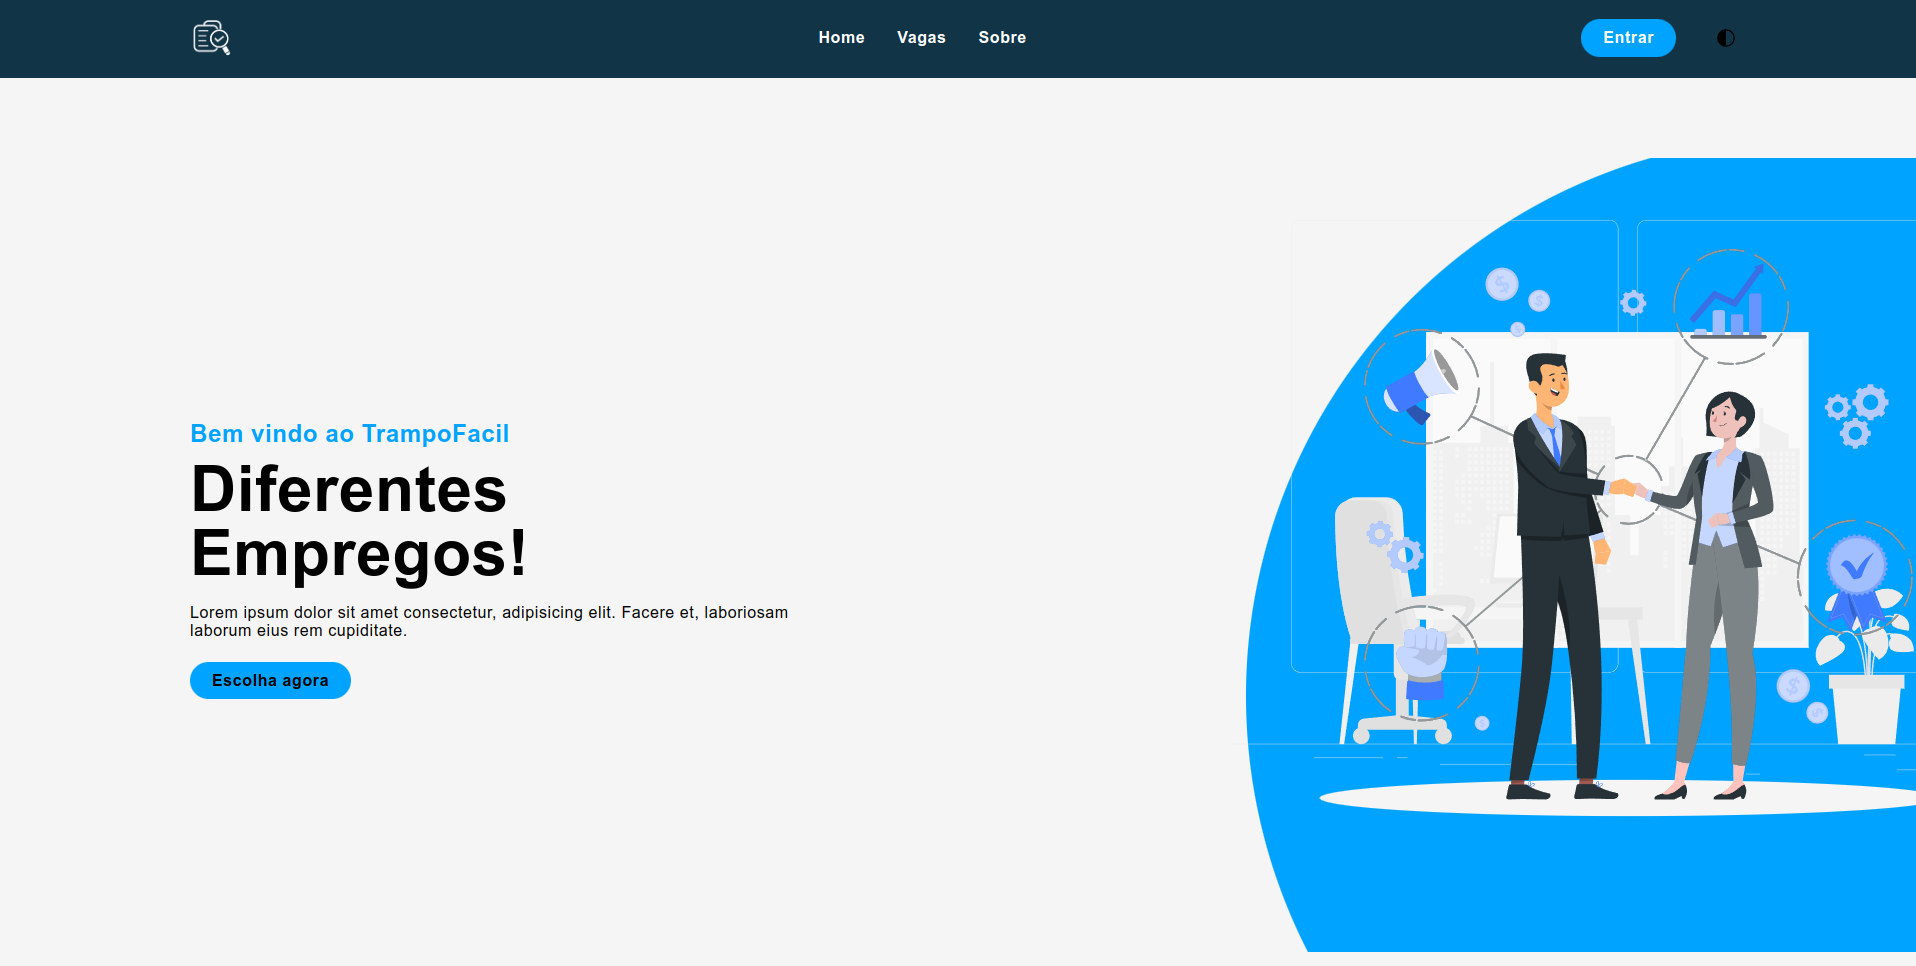 Home
Vagas
Sobre
Entrar
Bem vindo ao TrampoFacil
Diferentes
Empregos!
Lorem ipsum dolor sit amet consectetur, adipisicing elit. Facere et, laboriosam
laborum eius rem cupiditate.
Escolha agora